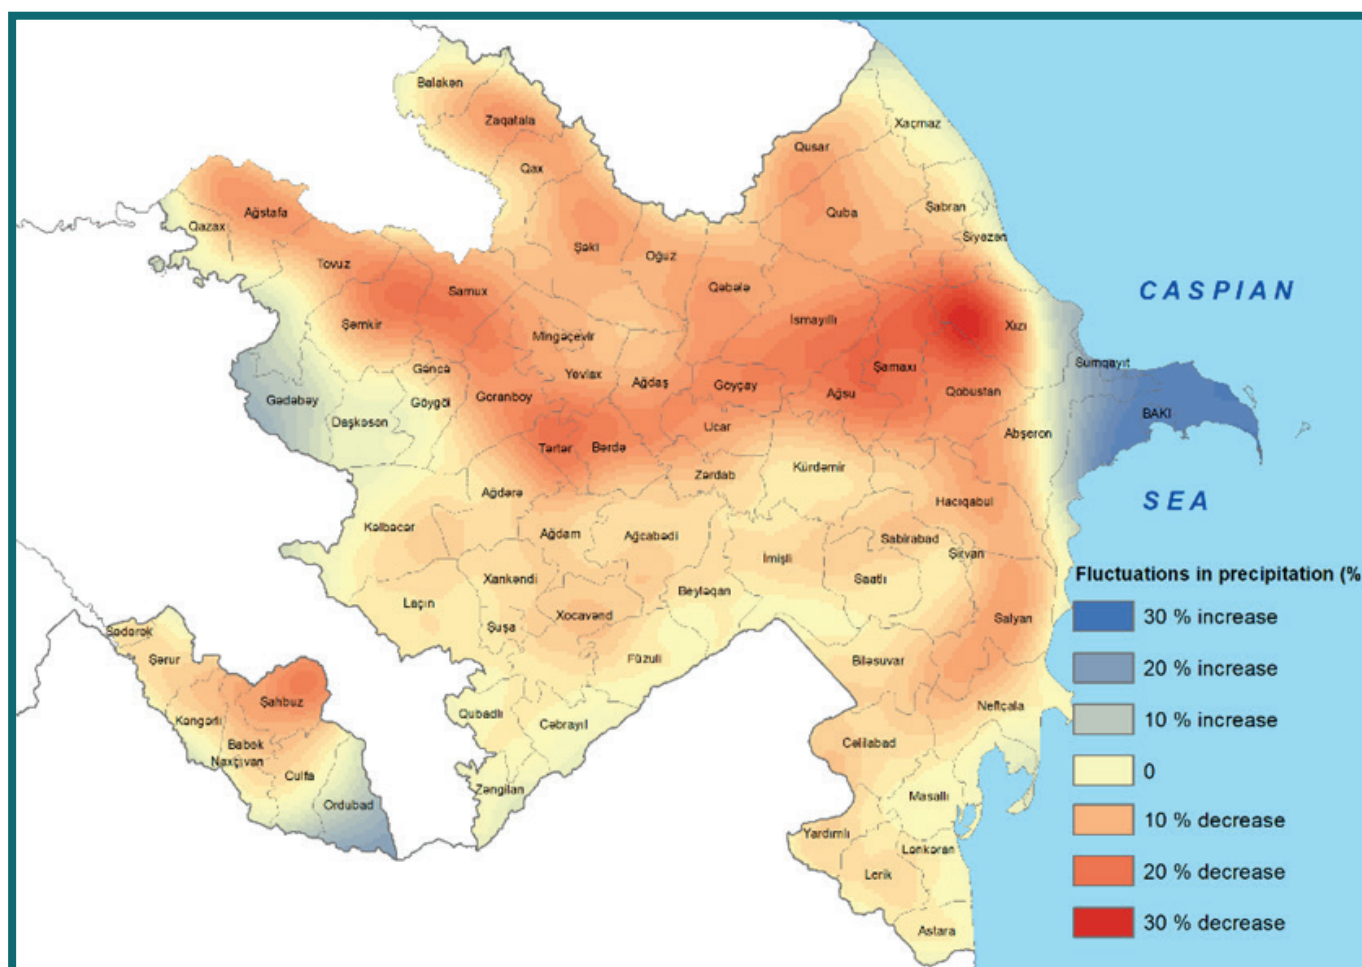 Balakən
Zaqatala
Xaçmaz
Qusar
Qax
Ağstafa
Quba
Şabran
Qazax
Siyəzən
Şəki
Oğuz
Tovuz
CASPIAN
Samux
Qəbələ
İsmayıllı
Xızı
Şəmkir
Mingəçevir
Sumqayıt
Gəncə
Şamaxı
Yevlax
Ağdaş
Göyçay
Ağsu
Qobustan
Gədəbəy
Göygöl
Goranboy
BAKI
Daşkəsən
Ucar
Abşeron
Tərtər
Bərdə
Kürdəmir
Zərdab
Ağdərə
Hacıqabul
SEA
Kəlbəcər
Ağdam
Ağcabədi
Sabirabad
Şirvan
İmişli
Xankəndi
Saatlı
Fluctuations in precipitation (%
Beyləqan
Laçın
Xocavənd
Salyan
30 % increase
Şuşa
Sədərək
Şərur
Füzuli
Biləsuvar
20 % increase
Şahbuz
Neftçala
Qubadlı
Kəngərli
Cəbrayıl
10 % increase
Babək
Cəlilabad
Naxçıvan
Culfa
0
Zəngilan
Ordubad
Masallı
10 % decrease
Yardımlı
Lənkəran
Lerik
20 % decrease
Astara
30 % decrease